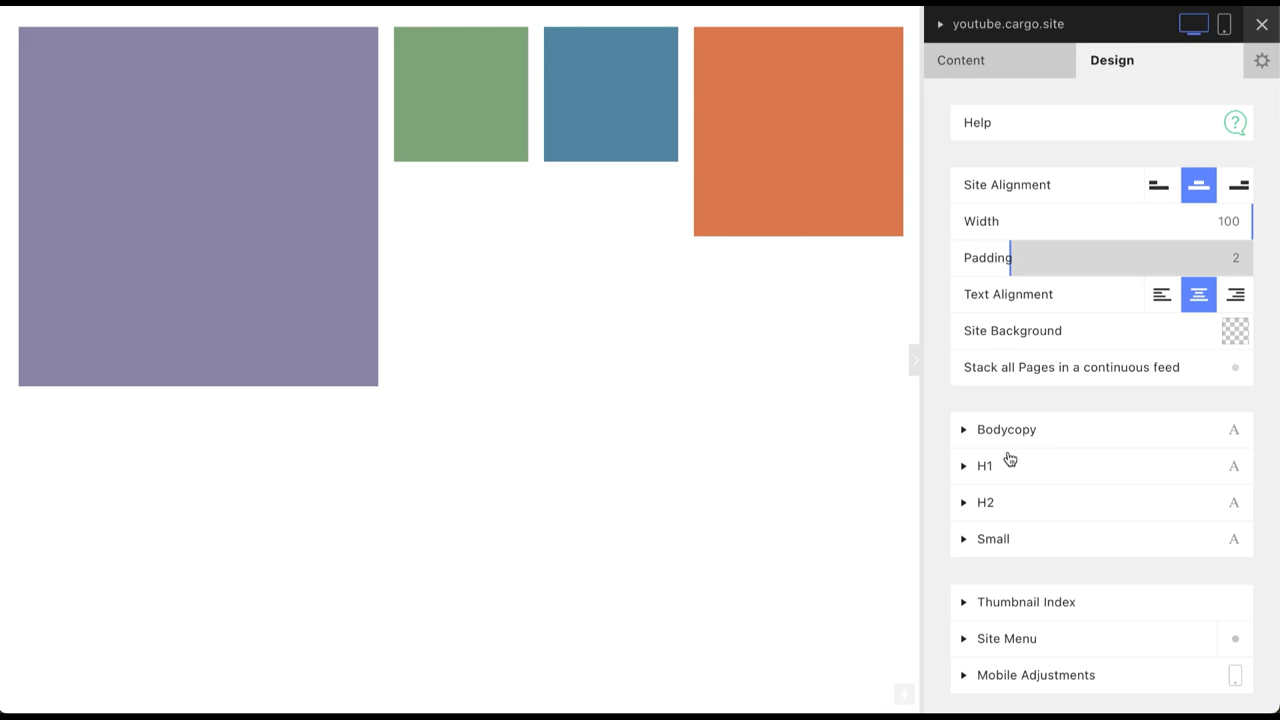 youtube.cargo.site
Content
Design
Help
?
Site Alignment
Width 100
Padding 2
Text Alignment
Site Background
Stack all Pages in a continuous feed
Bodycopy A
H1 A
H2 A
Small A
Thumbnail Index
Site Menu
Mobile Adjustments